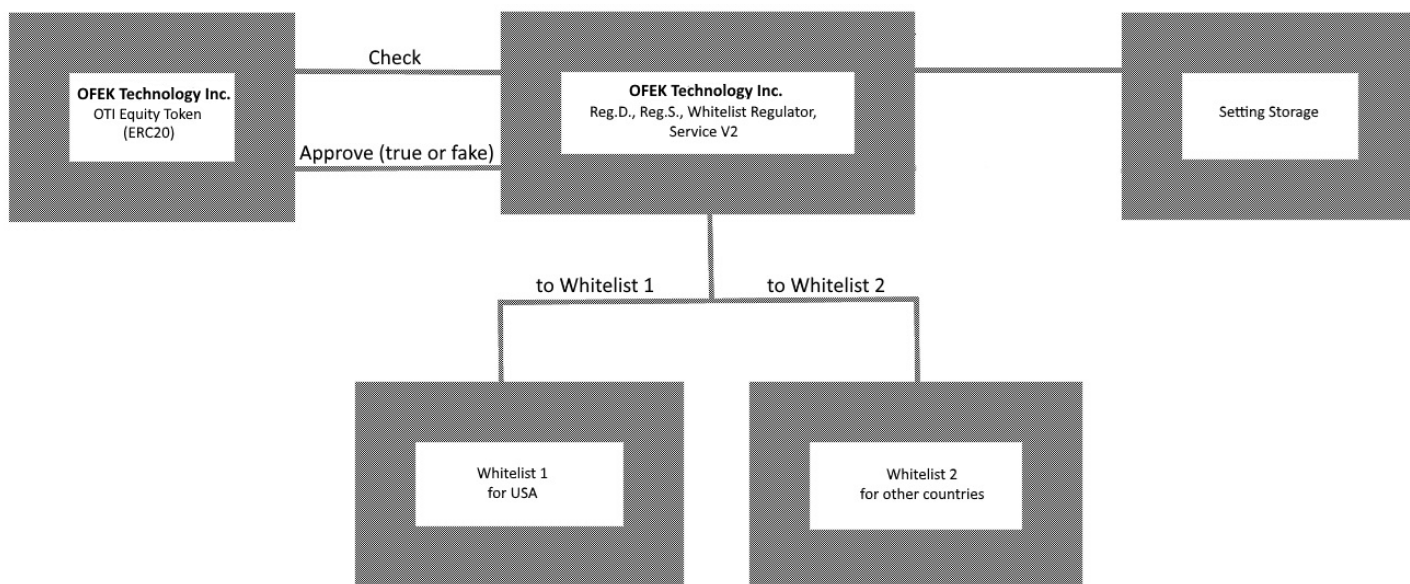 OFEK Technology Inc.
OTI Equity Token
(ERC20)
Check
Approve (true or fake)
OFEK Technology Inc.
Reg.D., Reg.S., Whitelist Regulator,
Service V2
Setting Storage
to Whitelist 1
to Whitelist 2
Whitelist 1
for USA
Whitelist 2
for other countries